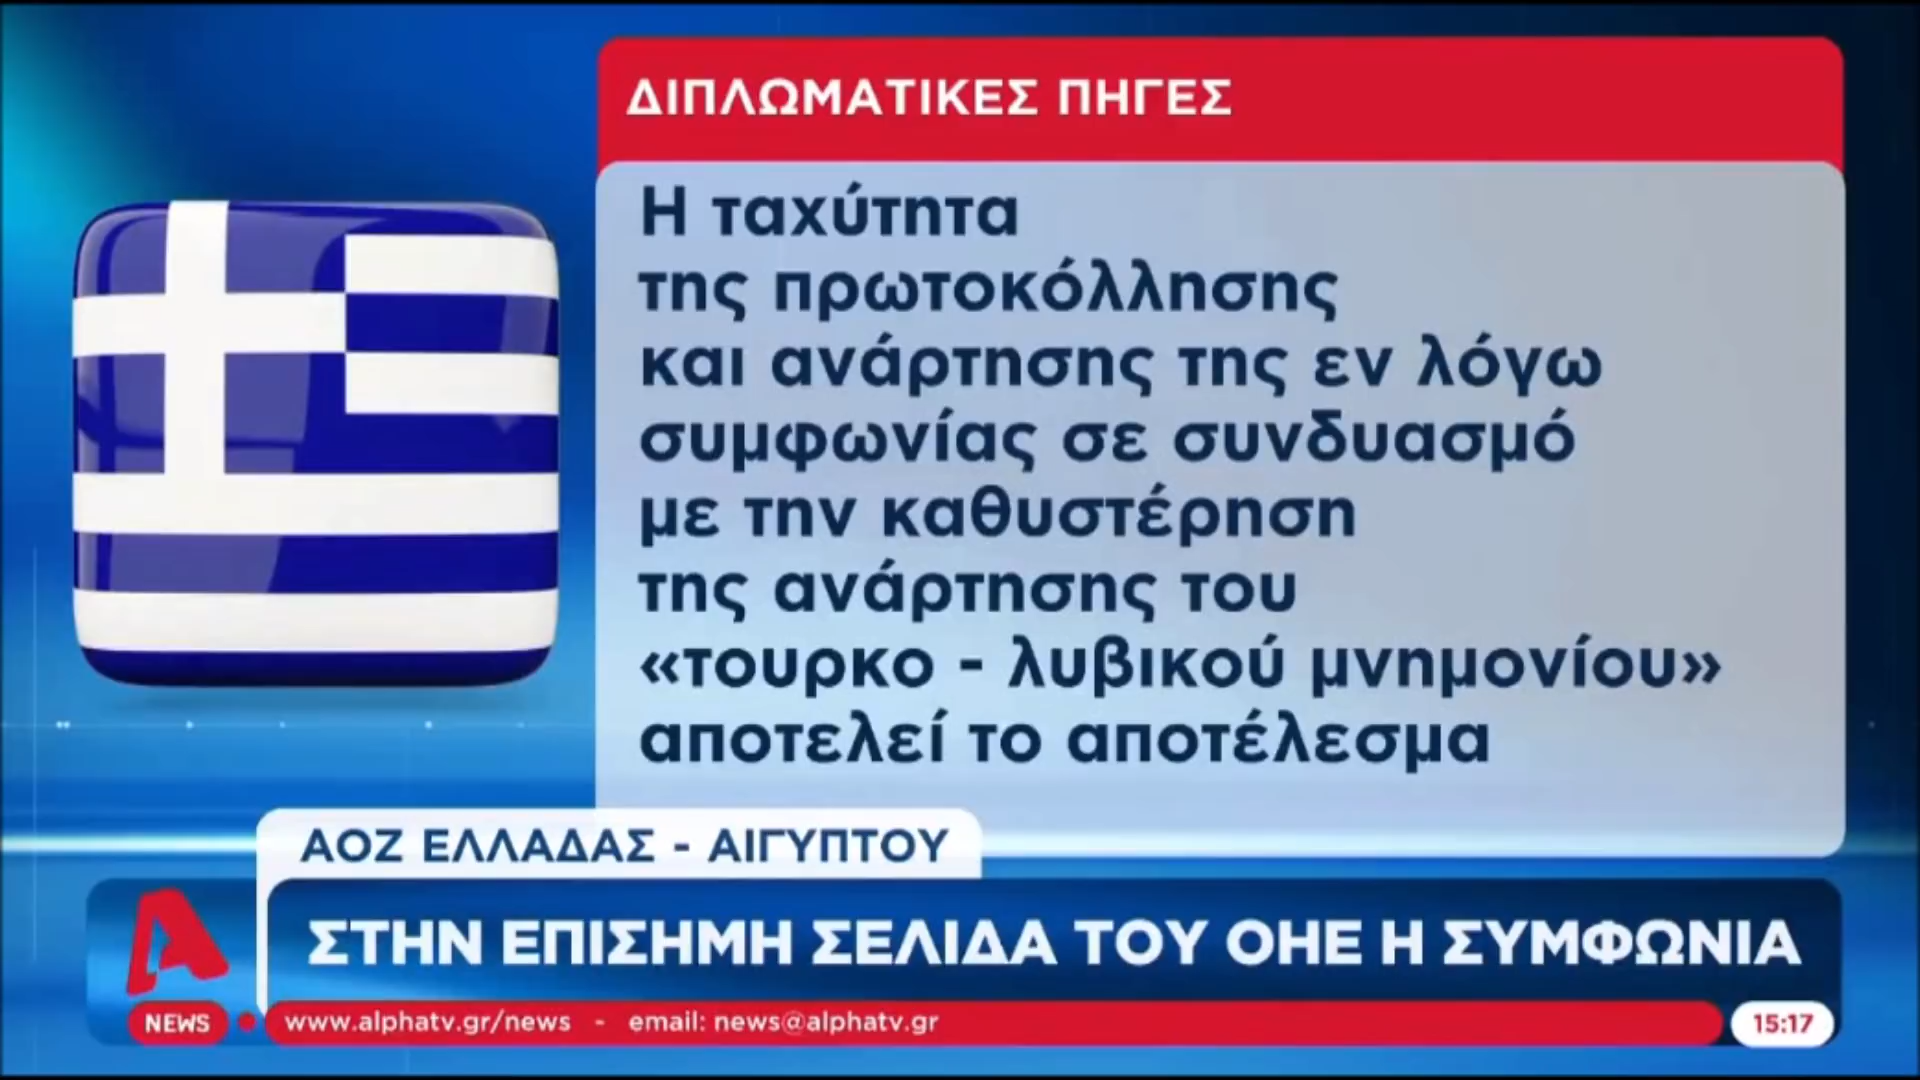 ΔΙΠΛΩΜΑΤΙΚΕΣ ΠΗΓΕΣ
Η ταχύτητα
της πρωτοκόλλησης
και ανάρτησης της εν λόγω
συμφωνίας σε συνδυασμό
με την καθυστέρηση
της ανάρτησης του
«τουρκο - λυβικού μνημονίου»
αποτελεί το αποτέλεσμα
ΑΟΖ ΕΛΛΑΔΑΣ - ΑΙΓΥΠΤΟΥ
ΣΤΗΝ ΕΠΙΣΗΜΗ ΣΕΛΙΔΑ ΤΟΥ ΟΗΕ Η ΣΥΜΦΩΝΙΑ
NEWS
www.alphatv.gr/news - email: news@alphatv.gr
15:17